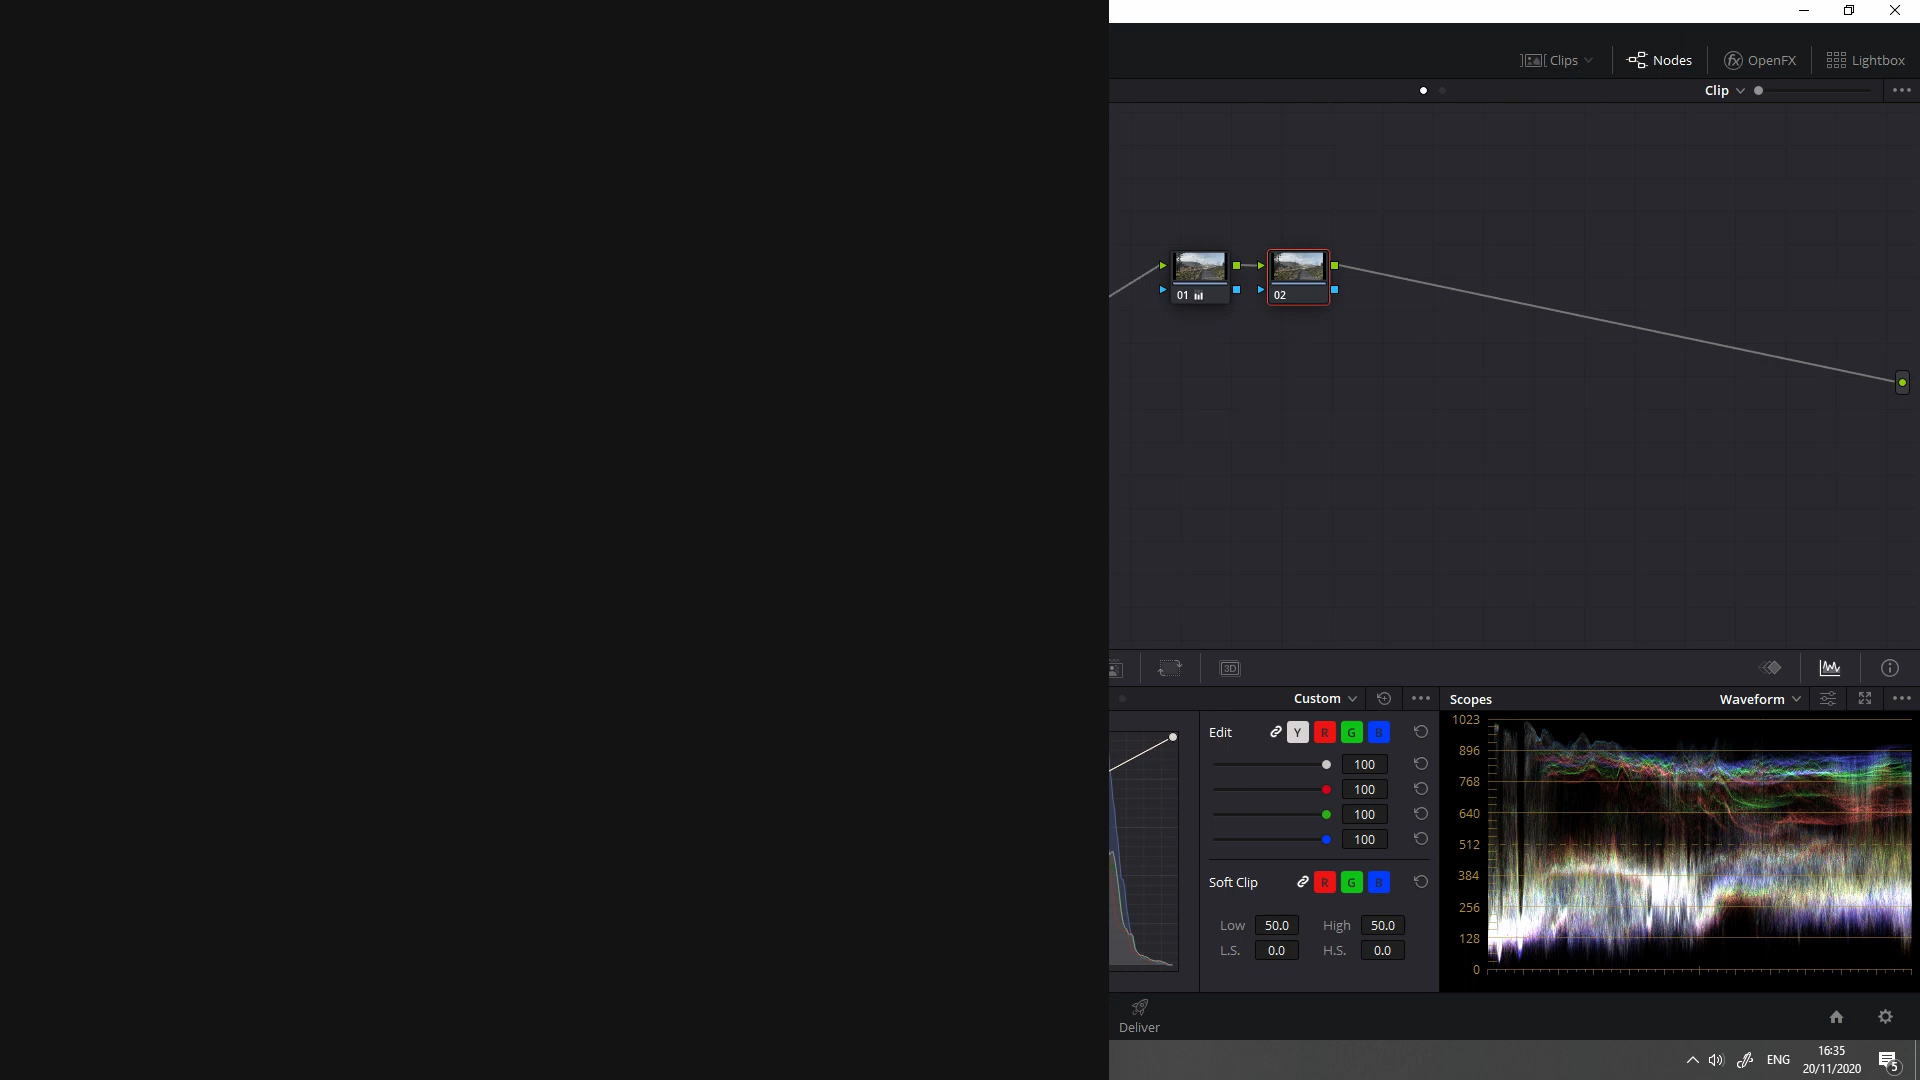 Clips Nodes fx OpenFX Lightbox
Clip
01 02
3D
Custom
Edit Y R G B
100
100
100
100
Soft Clip R G B
Low 50.0 High 50.0
L.S. 0.0 H.S. 0.0
Scopes Waveform
1023
896
768
640
512
384
256
128
0
Deliver
ENG 16:35
20/11/2020 5